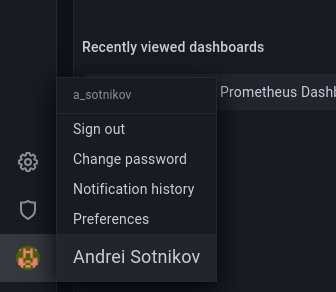 Recently viewed dashboards
a_sotnikov
Prometheus Dashb
Sign out
Change password
Notification history
Preferences
Andrei Sotnikov